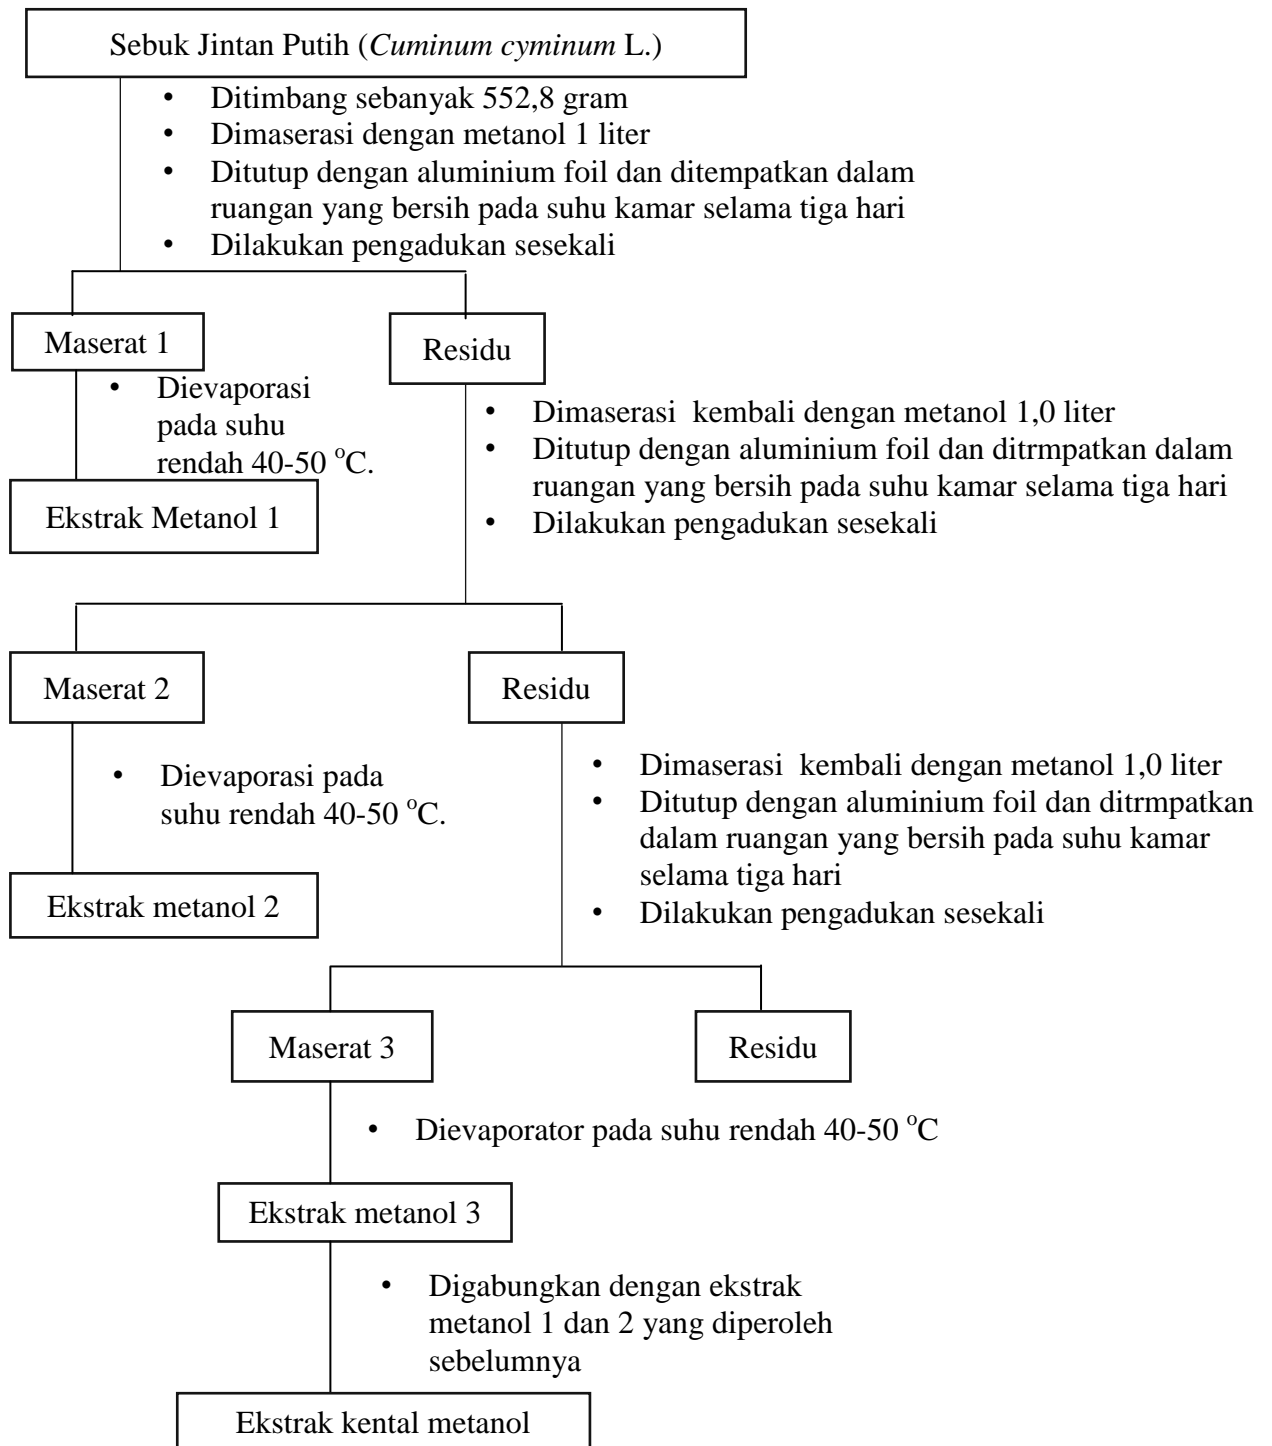 Sebuk Jintan Putih (Cuminum cyminum L.)
• Ditimbang sebanyak 552,8 gram
• Dimaserasi dengan metanol 1 liter
• Ditutup dengan aluminium foil dan ditempatkan dalam
ruangan yang bersih pada suhu kamar selama tiga hari
• Dilakukan pengadukan sesekali
Maserat 1
Residu
• Dievaporasi
pada suhu
rendah 40-50 °C.
Ekstrak Metanol 1
• Dimaserasi kembali dengan metanol 1,0 liter
• Ditutup dengan aluminium foil dan ditrmpatkan dalam
ruangan yang bersih pada suhu kamar selama tiga hari
• Dilakukan pengadukan sesekali
Maserat 2
Residu
• Dievaporasi pada
suhu rendah 40-50 °C.
Ekstrak metanol 2
• Dimaserasi kembali dengan metanol 1,0 liter
• Ditutup dengan aluminium foil dan ditrmpatkan
dalam ruangan yang bersih pada suhu kamar
selama tiga hari
• Dilakukan pengadukan sesekali
Maserat 3
Residu
• Dievaporator pada suhu rendah 40-50 °C
Ekstrak metanol 3
• Digabungkan dengan ekstrak
metanol 1 dan 2 yang diperoleh
sebelumnya
Ekstrak kental metanol